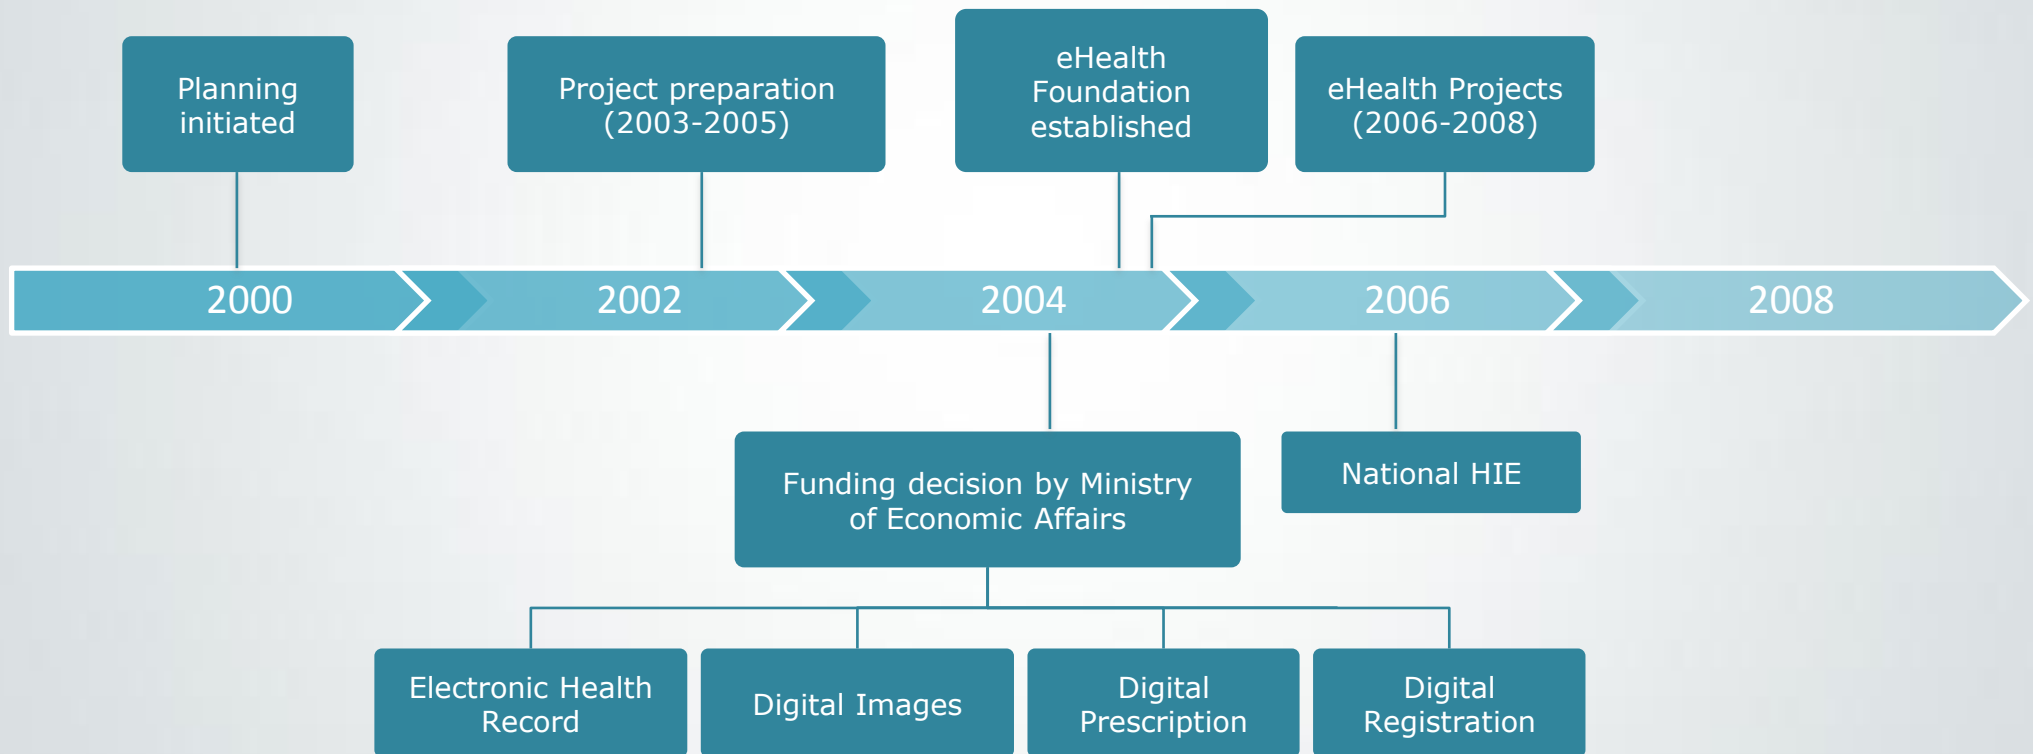 Planning
initiated
Project preparation
(2003-2005)
eHealth
Foundation
established
eHealth Projects
(2006-2008)
2000
2002
2004
2006
2008
Funding decision by Ministry
of Economic Affairs
National HIE
Electronic Health
Record
Digital Images
Digital
Prescription
Digital
Registration